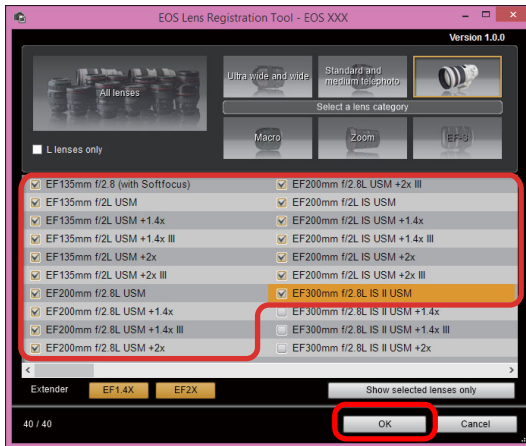 EOS Lens Registration Tool - EOS XXX
Version 1.0.0
All lenses
Ultra wide and wide
Standard and
medium telephoto
Select a lens category
Macro
Zoom
EF-S
L lenses only
EF135mm f/2.8 (with Softfocus)
EF200mm f/2.8L USM +2x III
EF135mm f/2L USM
EF200mm f/2L IS USM
EF135mm f/2L USM +1.4x
EF200mm f/2L IS USM +1.4x
EF135mm f/2L USM +1.4x III
EF200mm f/2L IS USM +1.4x III
EF135mm f/2L USM +2x
EF200mm f/2L IS USM +2x
EF135mm f/2L USM +2x III
EF200mm f/2L IS USM +2x III
EF200mm f/2.8L USM
EF300mm f/2.8L IS II USM
EF200mm f/2.8L USM +1.4x
EF300mm f/2.8L IS II USM +1.4x
EF200mm f/2.8L USM +1.4x III
EF300mm f/2.8L IS II USM +1.4x III
EF200mm f/2.8L USM +2x
EF300mm f/2.8L IS II USM +2x
Extender
EF1.4X
EF2X
Show selected lenses only
40 / 40
OK
Cancel